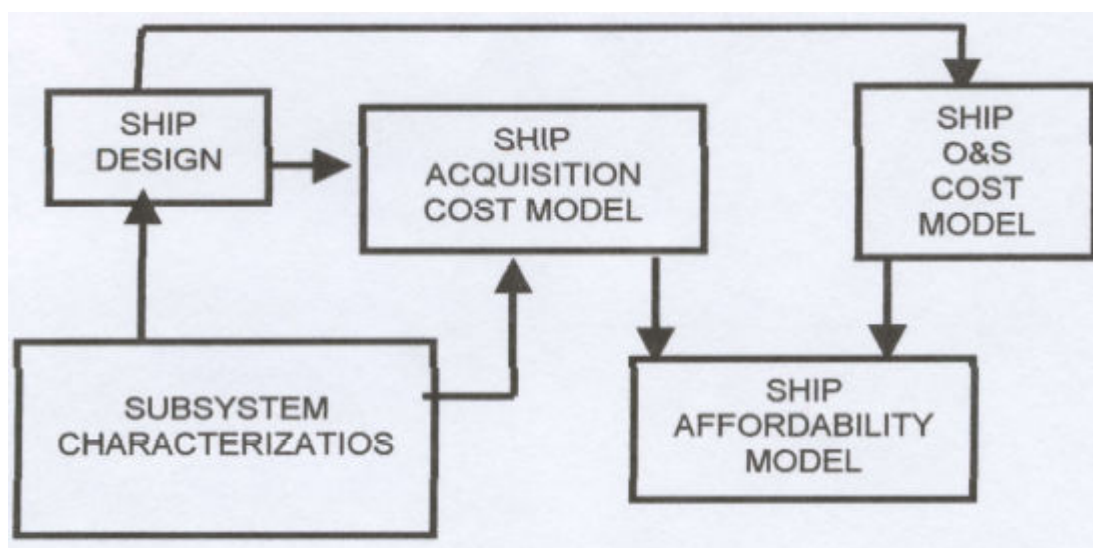 SHIP
DESIGN
SHIP
ACQUISITION
COST MODEL
SHIP
O&S
COST
MODEL
SUBSYSTEM
CHARACTERIZATIOS
SHIP
AFFORDABILITY
MODEL